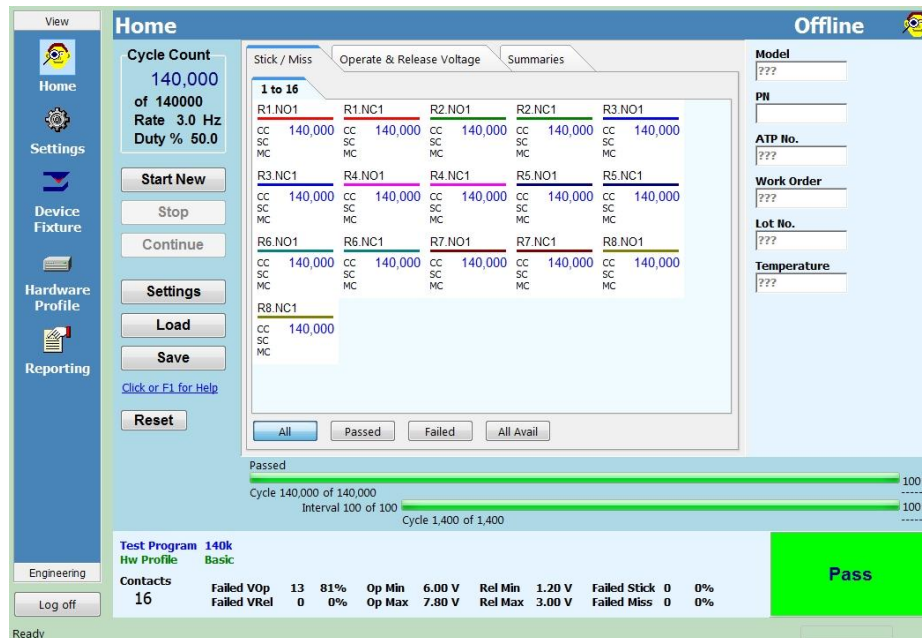 View
Home
Offline
Home
Settings
Device
Fixture
Hardware
Profile
Reporting
Engineering
Log off
Cycle Count
140,000
of 140000
Rate 3.0 Hz
Duty % 50.0
Start New
Stop
Continue
Settings
Load
Save
Click or F1 for Help
Reset
Stick / Miss Operate & Release Voltage Summaries
1 to 16
R1.NO1 R1.NC1 R2.NO1 R2.NC1 R3.NO1
CC 140,000 CC 140,000 CC 140,000 CC 140,000 CC 140,000
SC SC SC SC SC
MC MC MC MC MC
R3.NC1 R4.NO1 R4.NC1 R5.NO1 R5.NC1
CC 140,000 CC 140,000 CC 140,000 CC 140,000 CC 140,000
SC SC SC SC SC
MC MC MC MC MC
R6.NO1 R6.NC1 R7.NO1 R7.NC1 R8.NO1
CC 140,000 CC 140,000 CC 140,000 CC 140,000 CC 140,000
SC SC SC SC SC
MC MC MC MC MC
R8.NC1
CC 140,000
SC
MC
All Passed Failed All Avail
Model
???
PN
ATP No.
???
Work Order
???
Lot No.
???
Temperature
???
Passed
100
Cycle 140,000 of 140,000 -----
Interval 100 of 100 100
Cycle 1,400 of 1,400 -----
Test Program 140k
Hw Profile Basic
Contacts
16
Failed VOp 13 81% Op Min 6.00 V Rel Min 1.20 V Failed Stick 0 0%
Failed VRel 0 0% Op Max 7.80 V Rel Max 3.00 V Failed Miss 0 0%
Pass
Ready